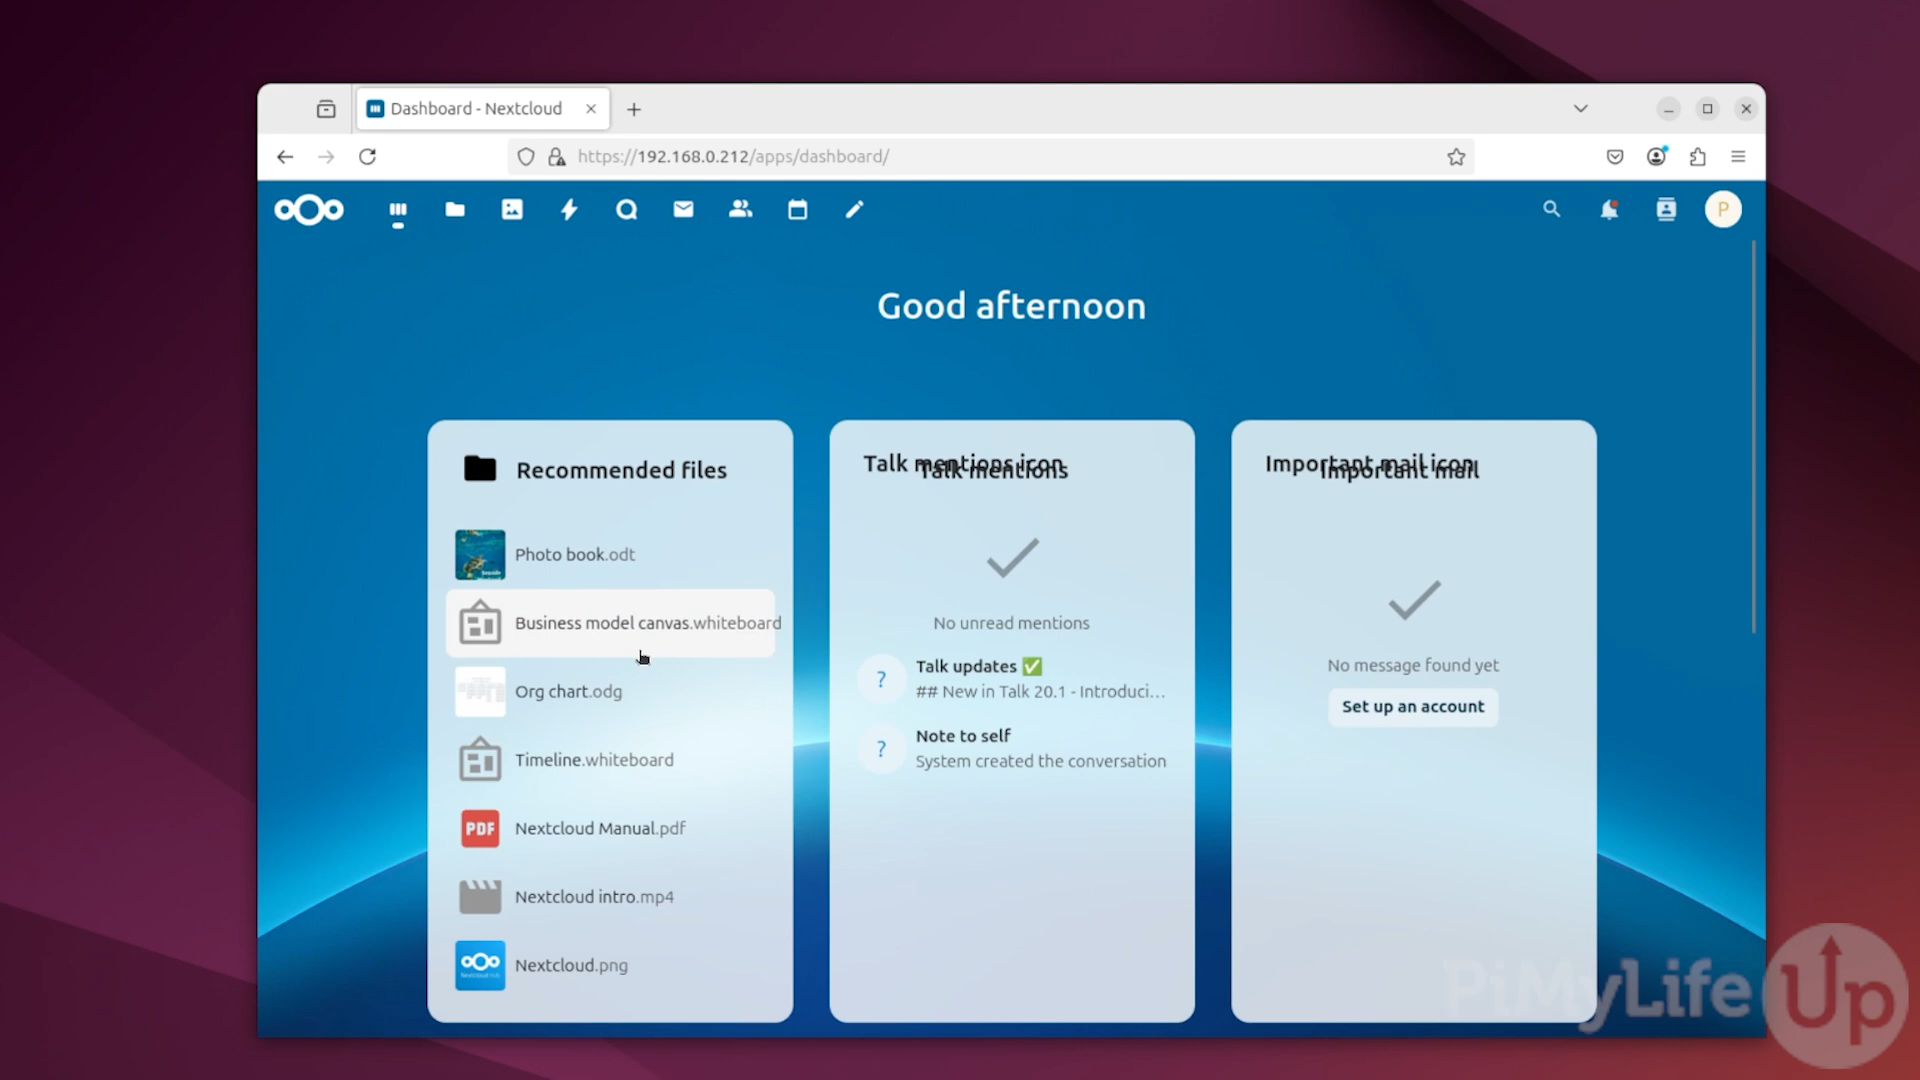 Dashboard - Nextcloud
https://192.168.0.212/apps/dashboard/
P
Good afternoon
Recommended files
Photo book.odt
Business model canvas.whiteboard
Org chart.odg
Timeline.whiteboard
PDF
Nextcloud Manual.pdf
Nextcloud intro.mp4
Nextcloud.png
Talk mentions icon
Talk mentions
No unread mentions
?
Talk updates ✅
## New in Talk 20.1 - Introduci...
?
Note to self
System created the conversation
Important mail icon
Important mail
No message found yet
Set up an account
PiMyLifeUp